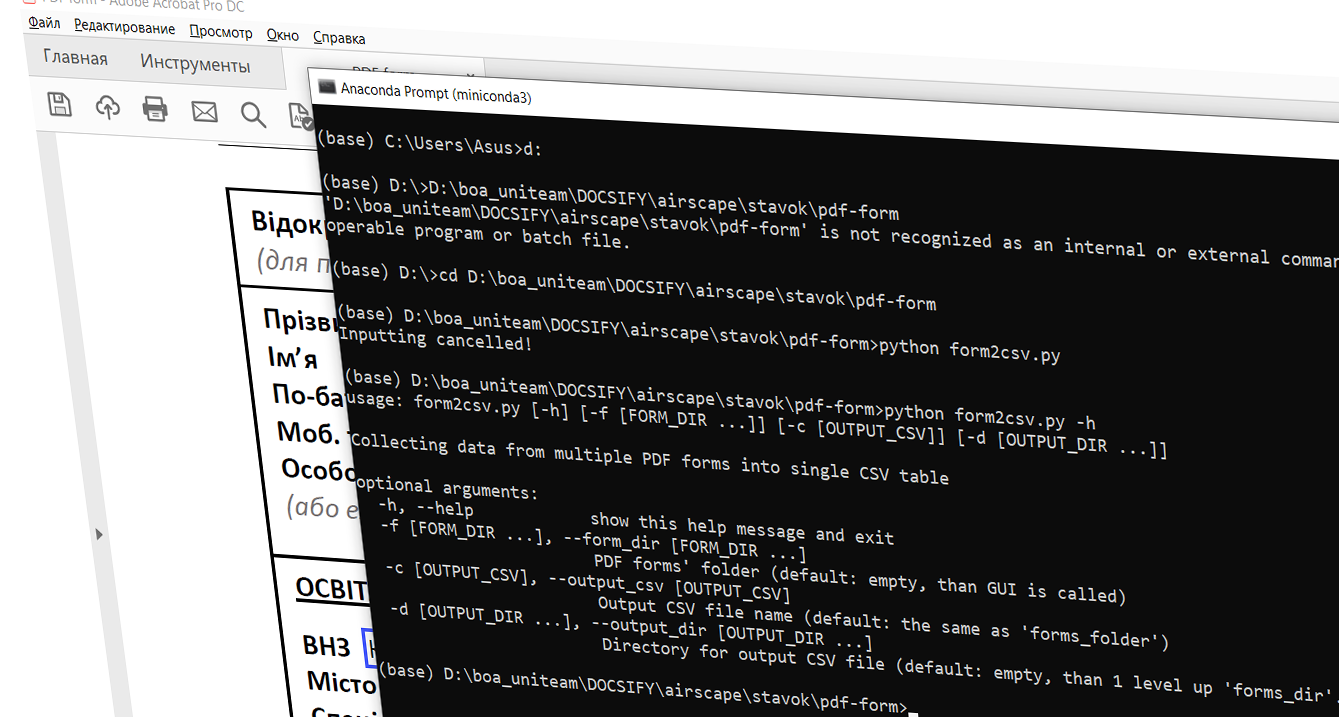 Adobe Acrobat Pro DC
Файл Редактирование Просмотр Окно Справка
Главная Инструменты
Anaconda Prompt (miniconda3)
(base) C:\Users\Asus>d:
(base) D:\>D:\boa_uniteam\DOCSIFY\airscape\stavok\pdf-form
'D:\boa_uniteam\DOCSIFY\airscape\stavok\pdf-form' is not recognized as an internal or external comman
operable program or batch file.
(base) D:\>cd D:\boa_uniteam\DOCSIFY\airscape\stavok\pdf-form
(base) D:\boa_uniteam\DOCSIFY\airscape\stavok\pdf-form>python form2csv.py
Inputting cancelled!
(base) D:\boa_uniteam\DOCSIFY\airscape\stavok\pdf-form>python form2csv.py -h
usage: form2csv.py [-h] [-f [FORM_DIR ...]] [-c [OUTPUT_CSV]] [-d [OUTPUT_DIR ...]]
Collecting data from multiple PDF forms into single CSV table
optional arguments:
-h, --help show this help message and exit
-f [FORM_DIR ...], --form_dir [FORM_DIR ...]
PDF forms' folder (default: empty, than GUI is called)
-c [OUTPUT_CSV], --output_csv [OUTPUT_CSV]
Output CSV file name (default: the same as 'forms_folder')
-d [OUTPUT_DIR ...], --output_dir [OUTPUT_DIR ...]
Directory for output CSV file (default: empty, than 1 level up 'forms_dir'
(base) D:\boa_uniteam\DOCSIFY\airscape\stavok\pdf-form>
Відок
(для п
Прізви
Ім’я
По-ба
Моб.
Особо
(або е
ОСВІТ
ВНЗ
Місто